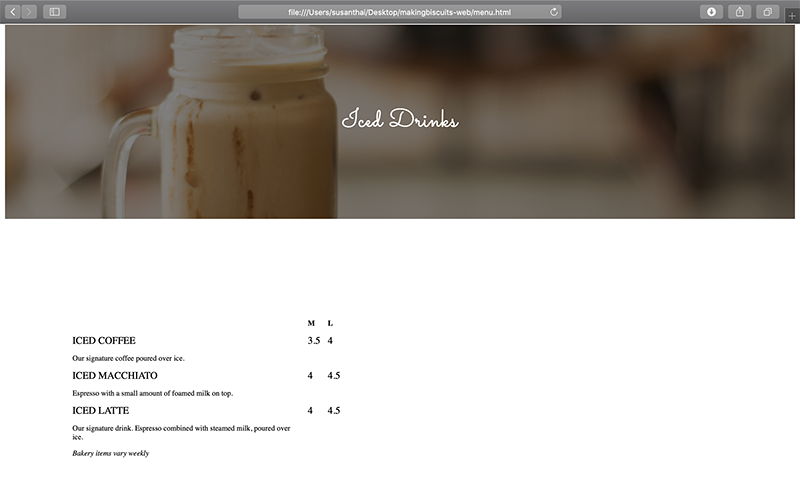 file:///Users/susanthai/Desktop/makingbiscuits-web/menu.html
Iced Drinks
M L
ICED COFFEE 3.5 4
Our signature coffee poured over ice.
ICED MACCHIATO 4 4.5
Espresso with a small amount of foamed milk on top.
ICED LATTE 4 4.5
Our signature drink. Espresso combined with steamed milk, poured over
ice.
Bakery items vary weekly